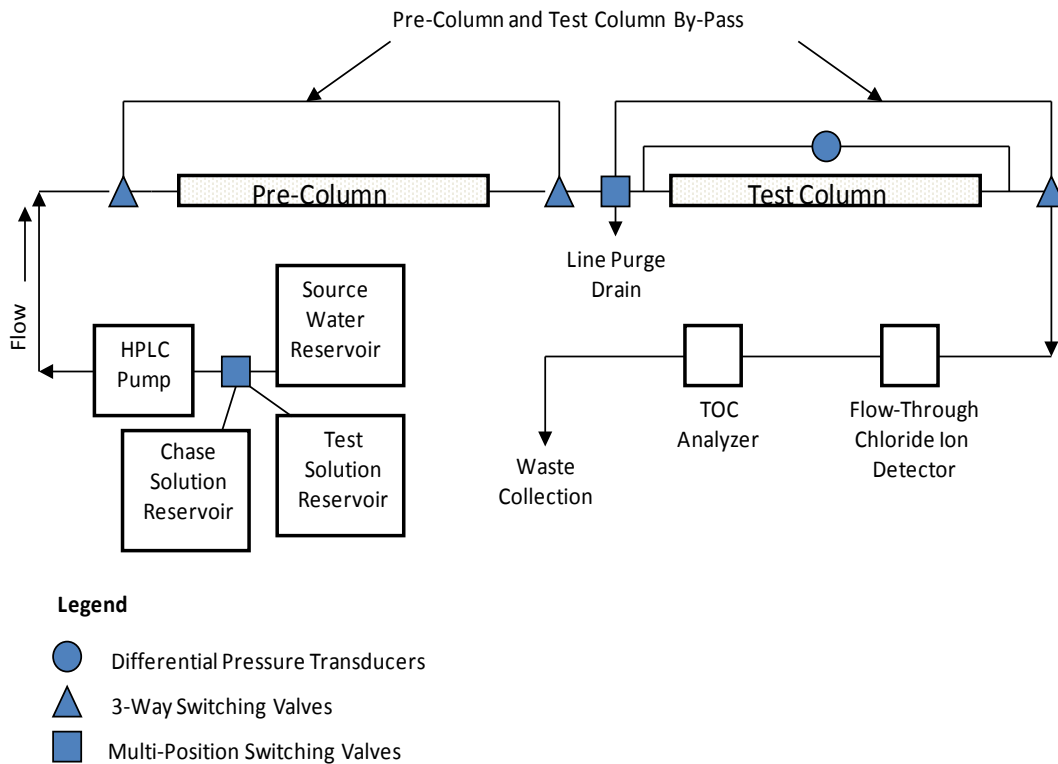 Pre-Column and Test Column By-Pass
Pre-Column
Test Column
Line Purge
Drain
Flow
HPLC
Pump
Source
Water
Reservoir
Chase
Solution
Reservoir
Test
Solution
Reservoir
TOC
Analyzer
Flow-Through
Chloride Ion
Detector
Waste
Collection
Legend
Differential Pressure Transducers
3-Way Switching Valves
Multi-Position Switching Valves